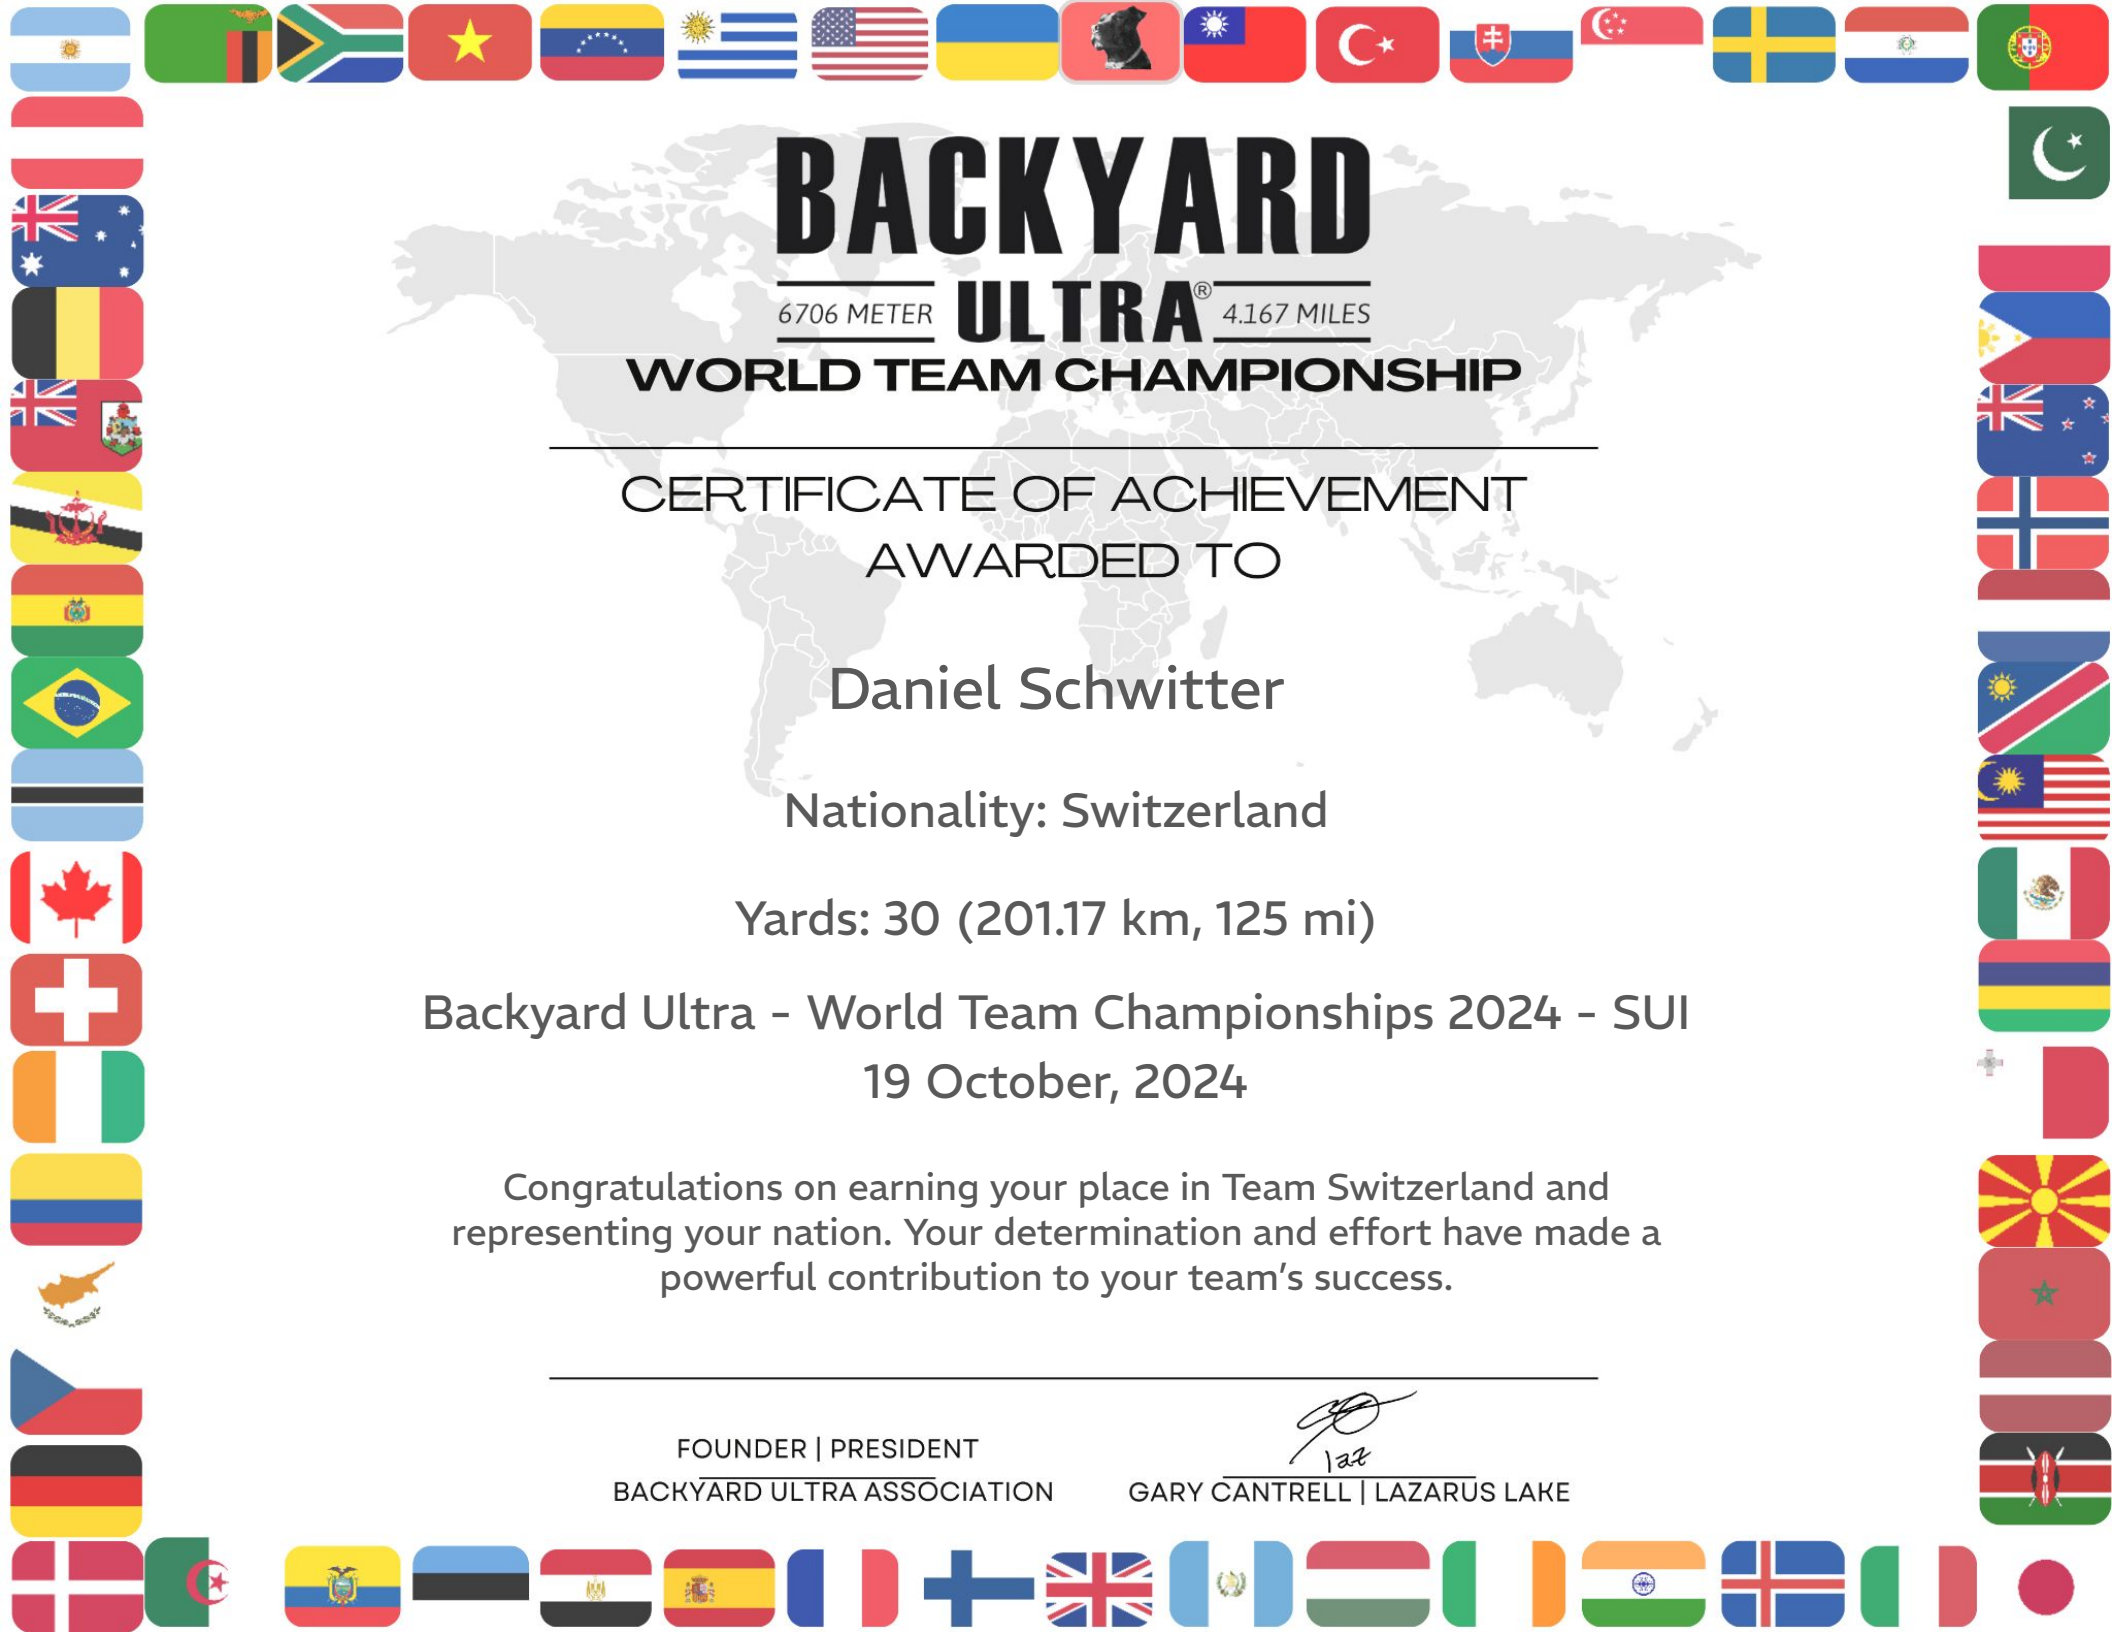 BACKYARD
6706 METER ULTRA® 4.167 MILES
WORLD TEAM CHAMPIONSHIP
CERTIFICATE OF ACHIEVEMENT
AWARDED TO
Daniel Schwitter
Nationality: Switzerland
Yards: 30 (201.17 km, 125 mi)
Backyard Ultra - World Team Championships 2024 - SUI
19 October, 2024
Congratulations on earning your place in Team Switzerland and
representing your nation. Your determination and effort have made a
powerful contribution to your team's success.
laz
FOUNDER | PRESIDENT
BACKYARD ULTRA ASSOCIATION
GARY CANTRELL | LAZARUS LAKE